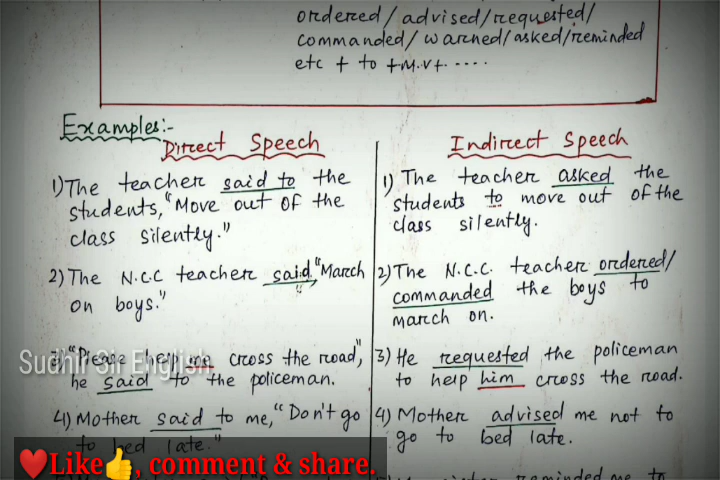 ordered/ advised/requested/
commanded/ warned/asked/reminded
etc + to + M.V + .....
Examples:-
Direct Speech
1) The teacher said to the
students, "Move out of the
class silently."
2) The N.C.C teacher said, "March
on boys."
3) "Please help me cross the road",
he said to the policeman.
4) Mother said to me, "Don't go
to bed late."
Indirect Speech
1) The teacher asked the
students to move out of the
class silently.
2) The N.C.C. teacher ordered/
commanded the boys to
march on.
3) He requested the policeman
to help him cross the road.
4) Mother advised me not to
go to bed late.
reminded me to
Sudhir Sir English
❤️Like👍, comment & share.